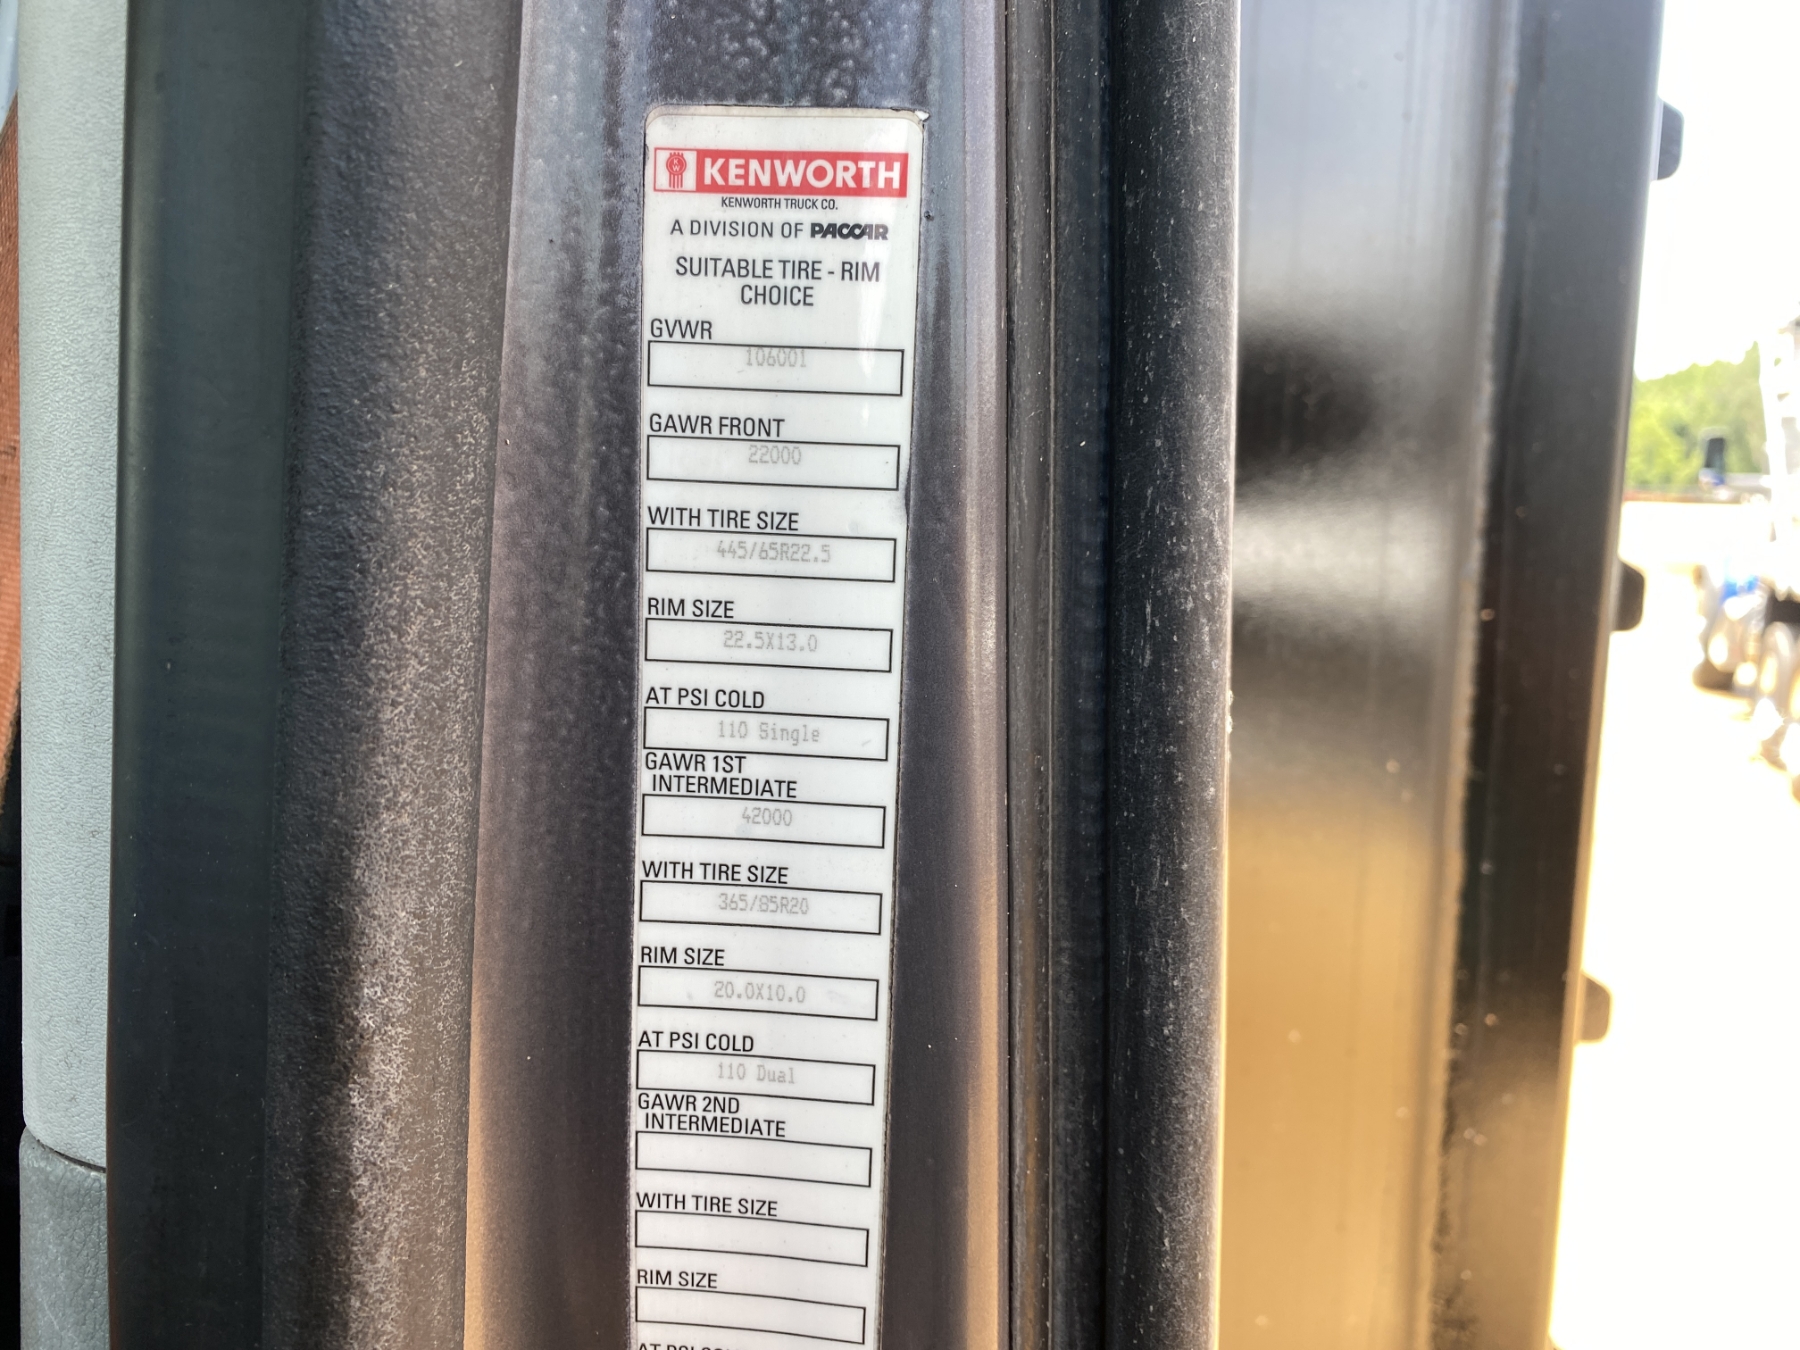 KW KENWORTH
KENWORTH TRUCK CO.
A DIVISION OF PACCAR
SUITABLE TIRE - RIM
CHOICE
GVWR
106001
GAWR FRONT
22000
WITH TIRE SIZE
445/65R22.5
RIM SIZE
22.5X13.0
AT PSI COLD
110 Single
GAWR 1ST
INTERMEDIATE
42000
WITH TIRE SIZE
365/85R20
RIM SIZE
20.0X10.0
AT PSI COLD
110 Dual
GAWR 2ND
INTERMEDIATE
WITH TIRE SIZE
RIM SIZE
AT PSI